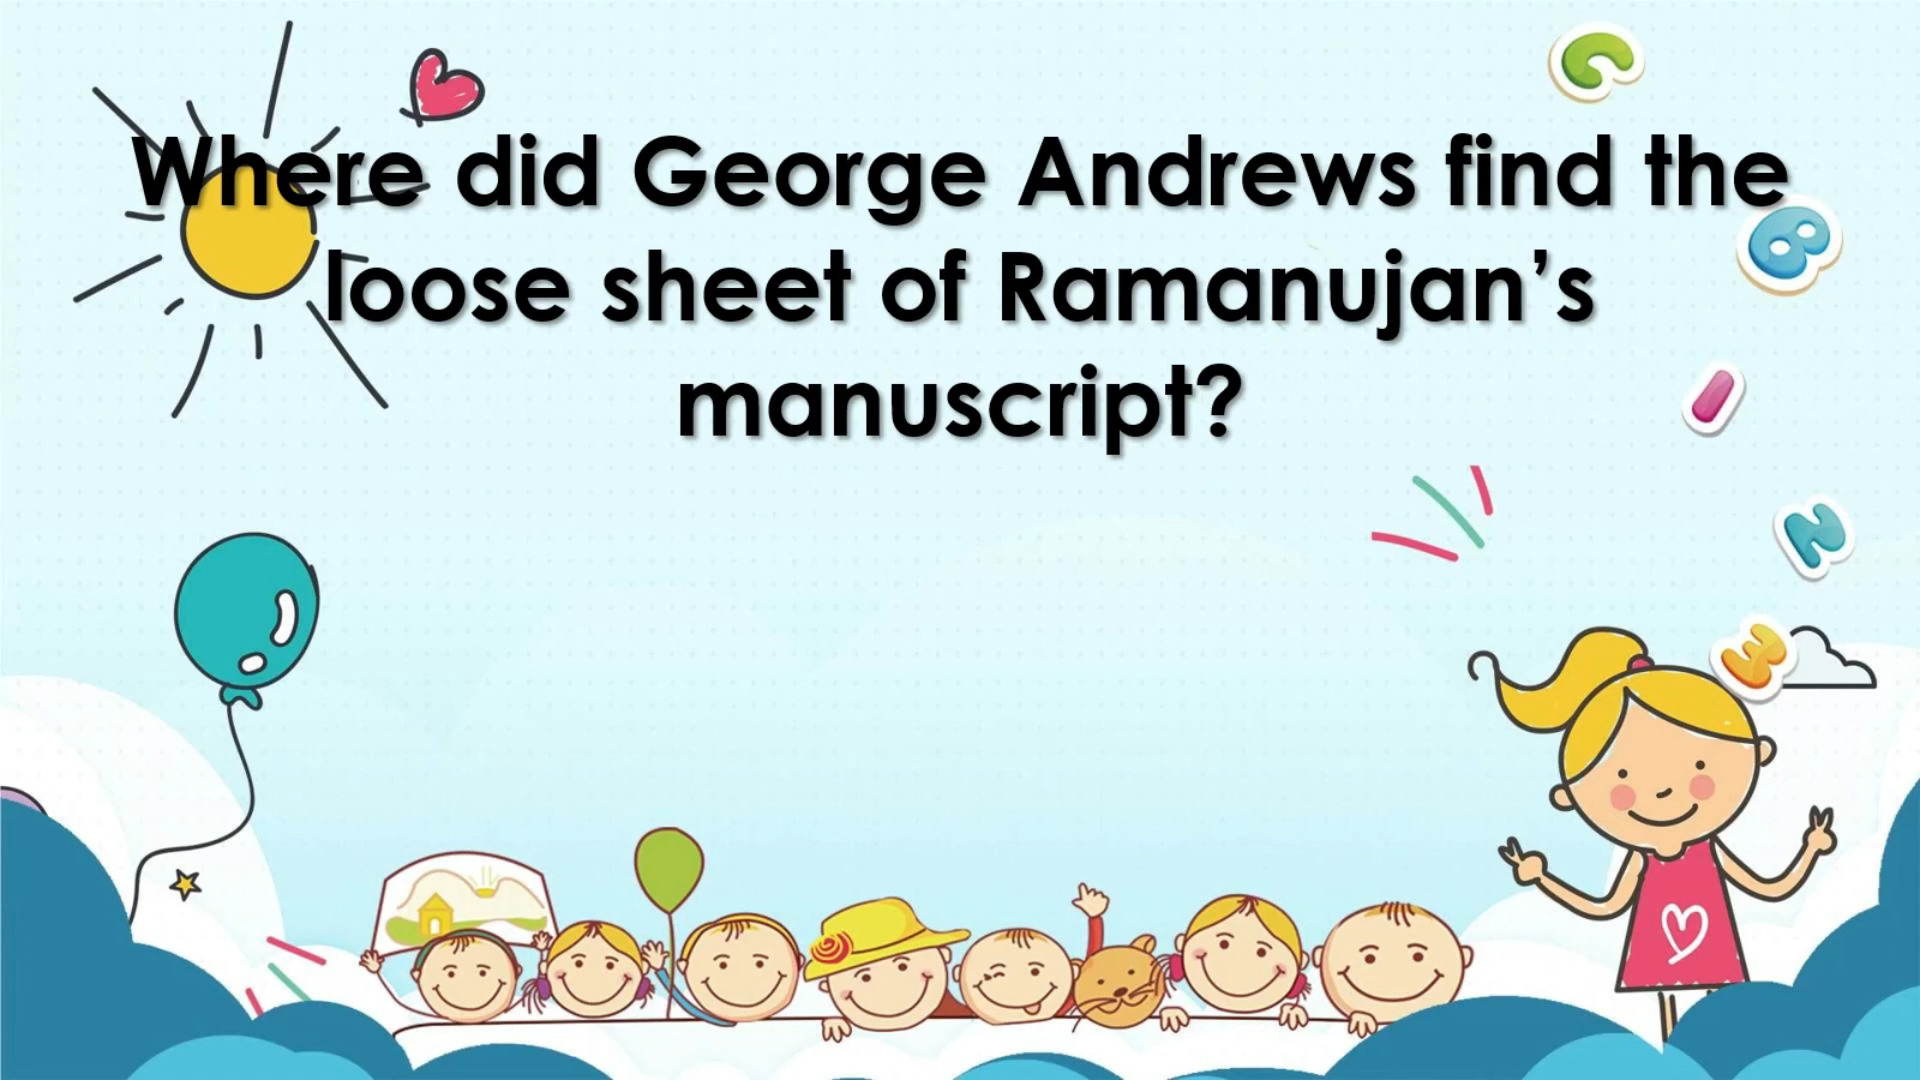 Where did George Andrews find the
loose sheet of Ramanujan’s
manuscript?
C
B
I
N
E